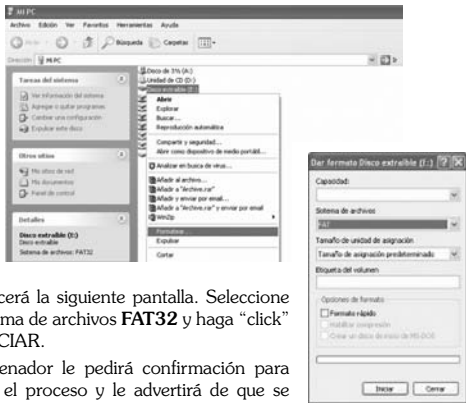 MI PC
Archivo Edición Ver Favoritos Herramientas Ayuda
Búsqueda Carpetas
Dirección MI PC
Tareas del sistema
Ver información del sistema
Agregar o quitar programas
Cambiar una configuración
Expulsar este disco
Otros sitios
Mis sitios de red
Mis documentos
Panel de control
Detalles
Disco extraíble (E:)
Disco extraíble
Sistema de archivos: FAT32
Disco de 3½ (A:)
Unidad de CD (D:)
Abrir
Explorar
Buscar...
Reproducción automática
Compartir y seguridad...
Abrir como dispositivo de medio portátil...
Analizar en busca de virus...
Añadir al archivo...
Añadir a "Archive.rar"
Añadir y enviar por email...
Añadir a "Archive.rar" y enviar por email
WinZip
Formatear...
Expulsar
Cortar
Dar formato Disco extraíble (E:)
Capacidad:
Sistema de archivos
FAT
Tamaño de unidad de asignación
Tamaño de asignación predeterminado
Etiqueta del volumen
Opciones de formato
Formato rápido
Habilitar compresión
Crear un disco de inicio de MS-DOS
Iniciar Cerrar
cerá la siguiente pantalla. Seleccione
ma de archivos FAT32 y haga “click”
CIAR.
enador le pedirá confirmación para
el proceso y le advertirá de que se